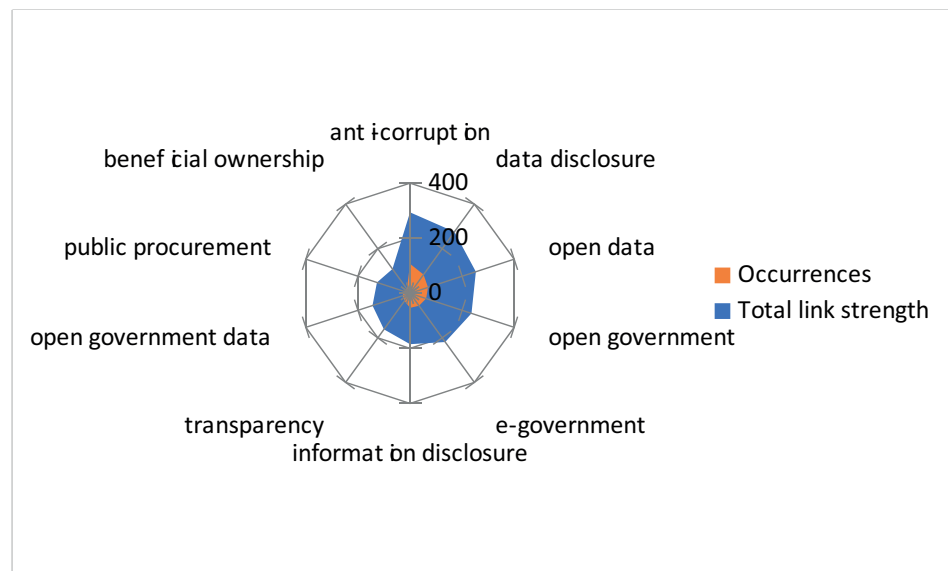 anti-corruption
beneficial ownership
data disclosure
400
public procurement
200
open data
Occurrences
0
Total link strength
open government data
open government
transparency
e-government
information disclosure